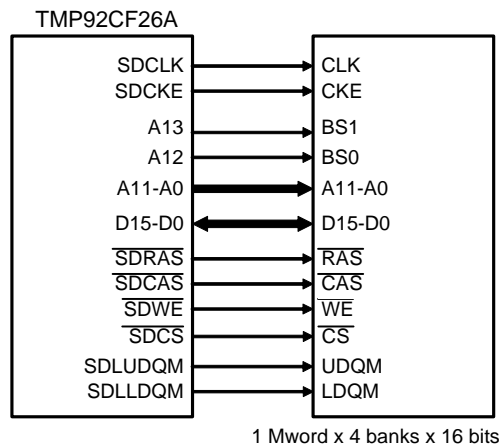 TMP92CF26A
SDCLK CLK
SDCKE CKE
A13 BS1
A12 BS0
A11-A0 A11-A0
D15-D0 D15-D0
SDRAS RAS
SDCAS CAS
SDWE WE
SDCS CS
SDLUDQM UDQM
SDLLDQM LDQM
1 Mword x 4 banks x 16 bits